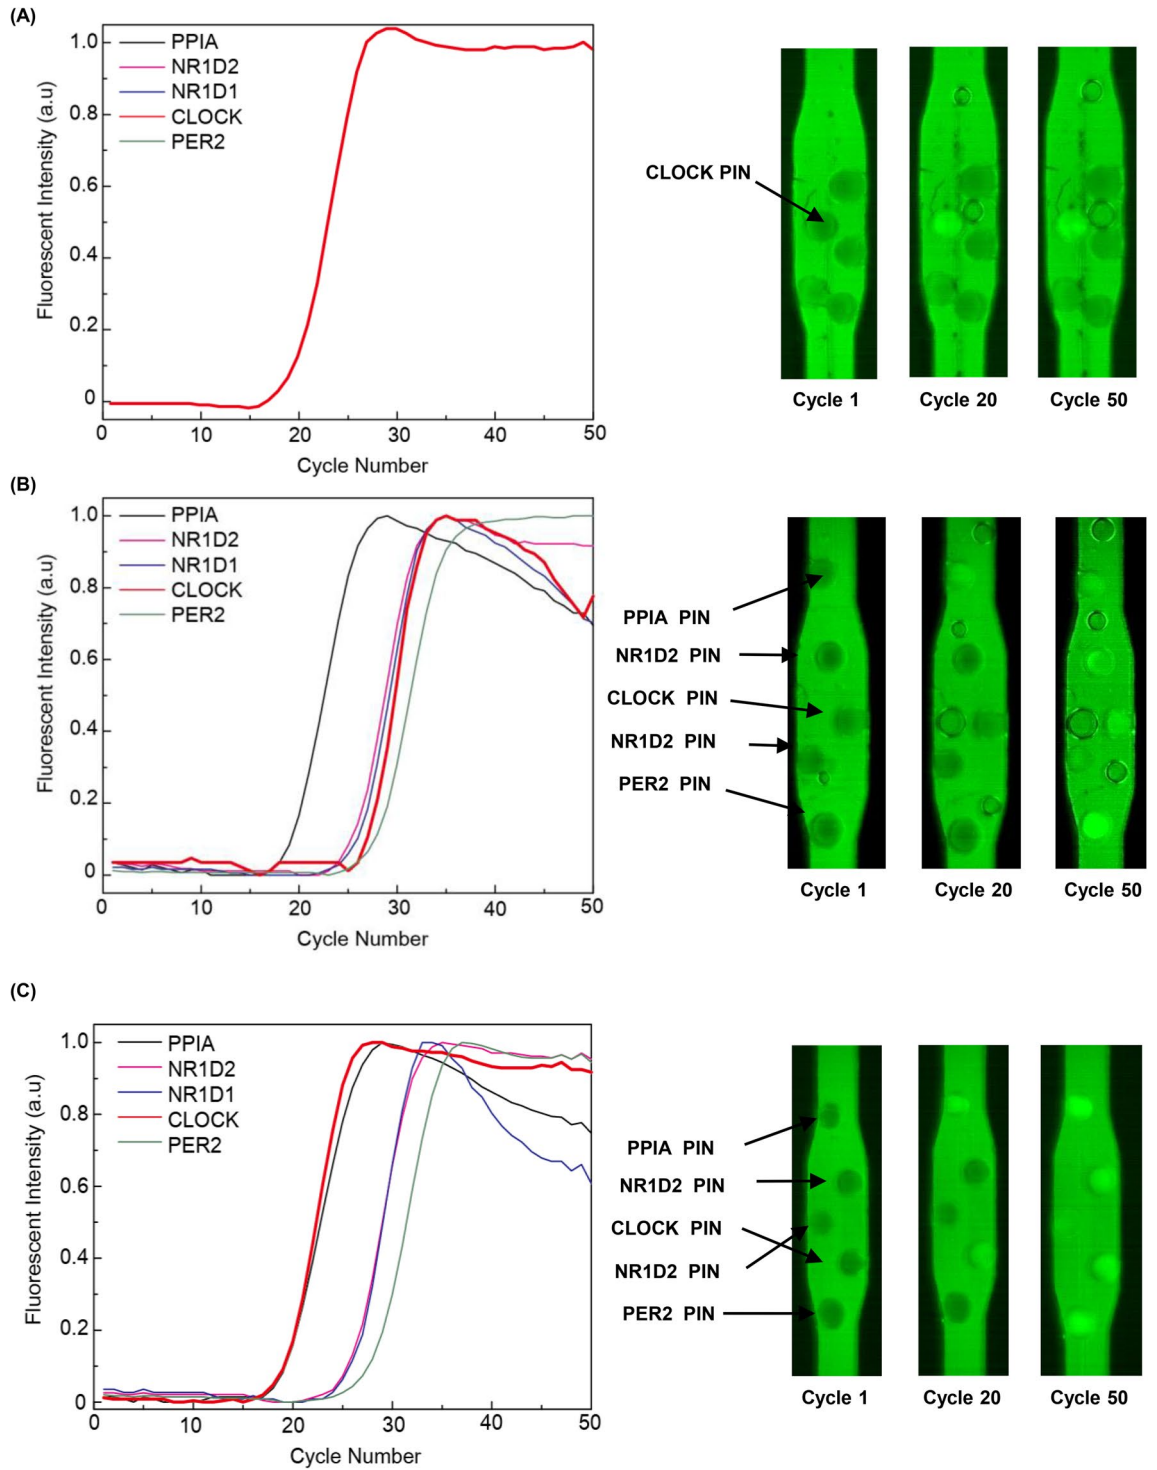 (A)
1.0
0.8
0.6
0.4
0.2
0
Fluorescent Intensity (a.u)
PPIA
NR1D2
NR1D1
CLOCK
PER2
0
10
20
30
40
50
Cycle Number
CLOCK PIN
Cycle 1
Cycle 20
Cycle 50
(B)
1.0
0.8
0.6
0.4
0.2
0
Fluorescent Intensity (a.u)
PPIA
NR1D2
NR1D1
CLOCK
PER2
0
10
20
30
40
50
Cycle Number
PPIA PIN
NR1D2 PIN
CLOCK PIN
NR1D2 PIN
PER2 PIN
Cycle 1
Cycle 20
Cycle 50
(C)
1.0
0.8
0.6
0.4
0.2
0
Fluorescent Intensity (a.u)
PPIA
NR1D2
NR1D1
CLOCK
PER2
0
10
20
30
40
50
Cycle Number
PPIA PIN
NR1D2 PIN
CLOCK PIN
NR1D2 PIN
PER2 PIN
Cycle 1
Cycle 20
Cycle 50